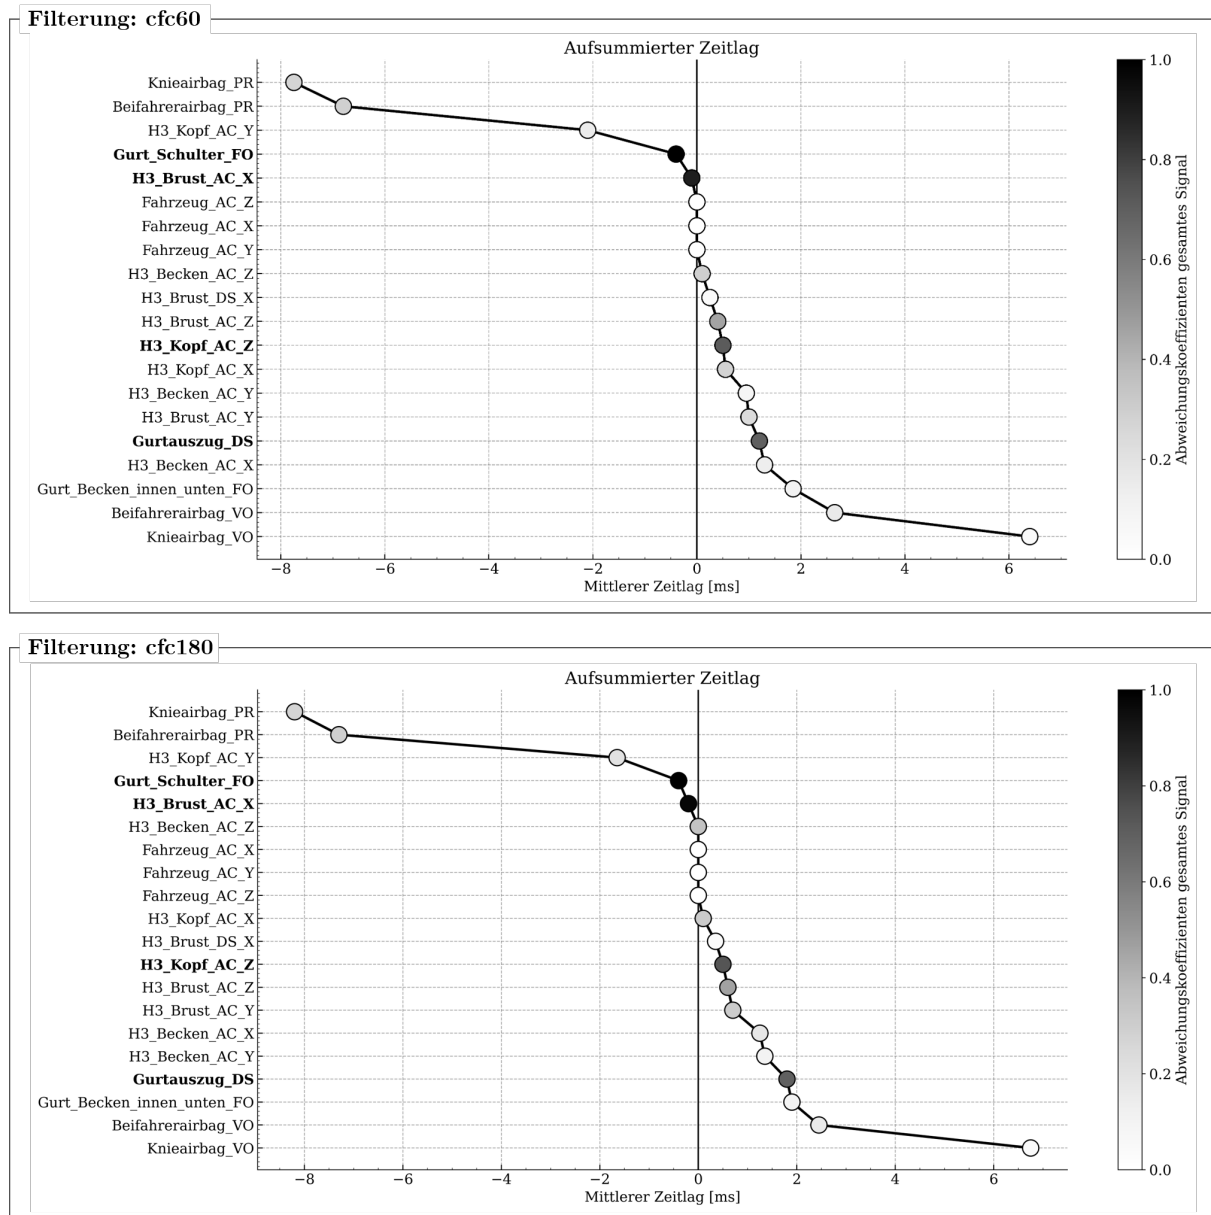 Filterung: cfc60
Aufsummierter Zeitlag
Knieairbag_PR
Beifahrerairbag_PR
H3_Kopf_AC_Y
Gurt_Schulter_FO
H3_Brust_AC_X
Fahrzeug_AC_Z
Fahrzeug_AC_X
Fahrzeug_AC_Y
H3_Becken_AC_Z
H3_Brust_DS_X
H3_Brust_AC_Z
H3_Kopf_AC_Z
H3_Kopf_AC_X
H3_Becken_AC_Y
H3_Brust_AC_Y
Gurtauszug_DS
H3_Becken_AC_X
Gurt_Becken_innen_unten_FO
Beifahrerairbag_VO
Knieairbag_VO
−8 −6 −4 −2 0 2 4 6
Mittlerer Zeitlag [ms]
1.0
0.8
0.6
0.4
0.2
0.0
Abweichungskoeffizienten gesamtes Signal
Filterung: cfc180
Aufsummierter Zeitlag
Knieairbag_PR
Beifahrerairbag_PR
H3_Kopf_AC_Y
Gurt_Schulter_FO
H3_Brust_AC_X
H3_Becken_AC_Z
Fahrzeug_AC_X
Fahrzeug_AC_Y
Fahrzeug_AC_Z
H3_Kopf_AC_X
H3_Brust_DS_X
H3_Kopf_AC_Z
H3_Brust_AC_Z
H3_Brust_AC_Y
H3_Becken_AC_X
H3_Becken_AC_Y
Gurtauszug_DS
Gurt_Becken_innen_unten_FO
Beifahrerairbag_VO
Knieairbag_VO
−8 −6 −4 −2 0 2 4 6
Mittlerer Zeitlag [ms]
1.0
0.8
0.6
0.4
0.2
0.0
Abweichungskoeffizienten gesamtes Signal